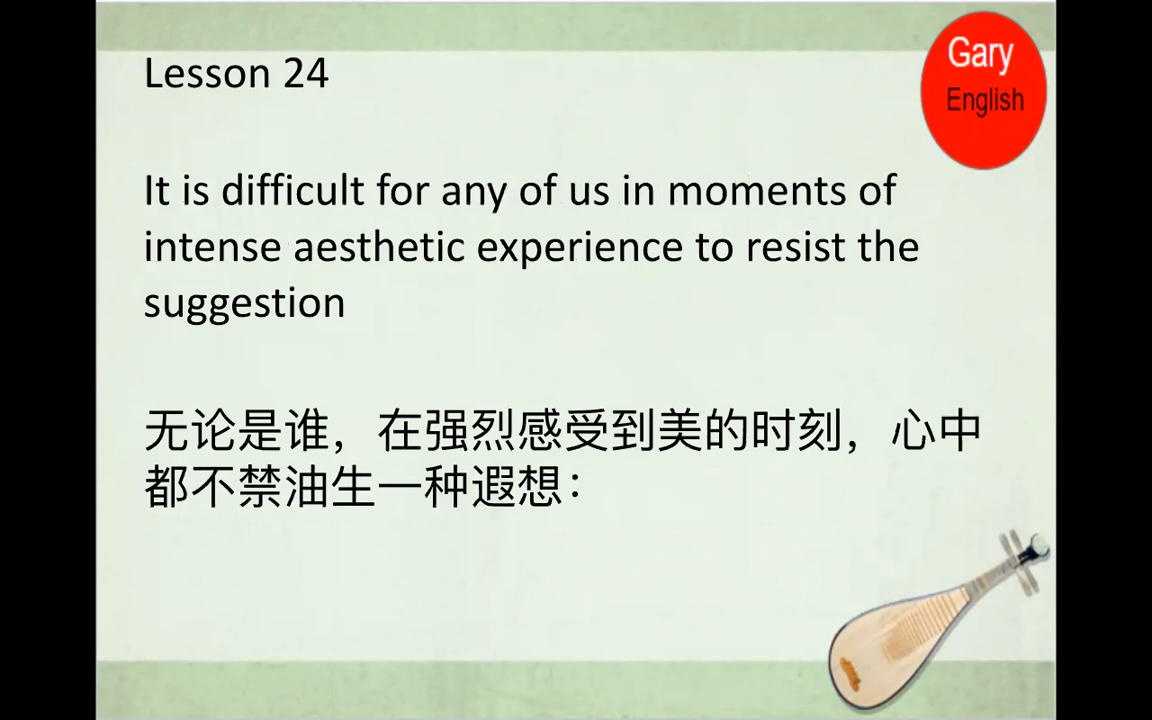 Lesson 24
Gary
English
It is difficult for any of us in moments of
intense aesthetic experience to resist the
suggestion
无论是谁，在强烈感受到美的时刻，心中
都不禁油生一种遐想：